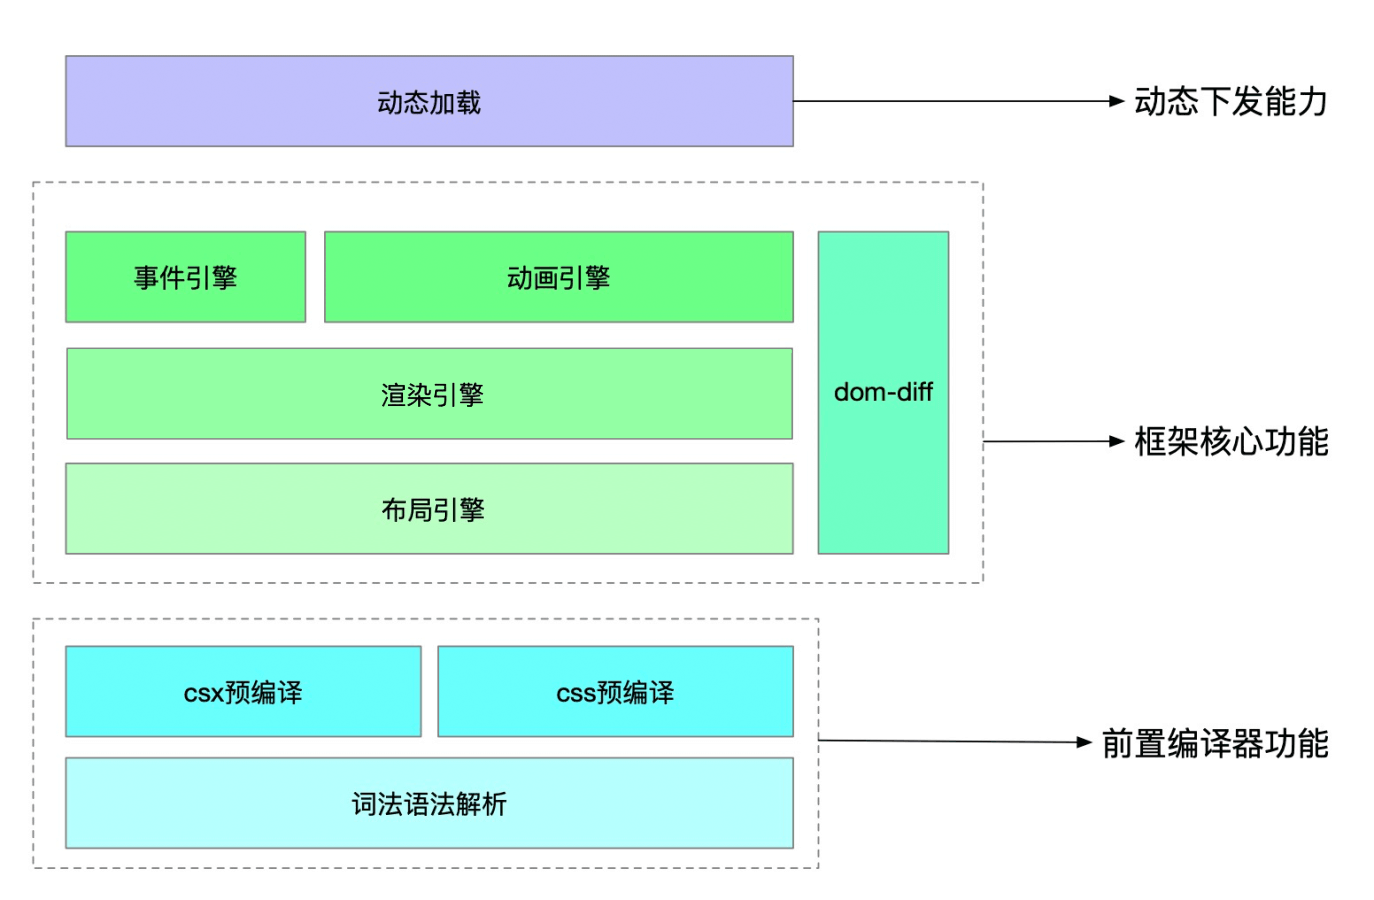 动态加载
动态下发能力
事件引擎
动画引擎
dom-diff
渲染引擎
框架核心功能
布局引擎
csx预编译
css预编译
前置编译器功能
词法语法解析